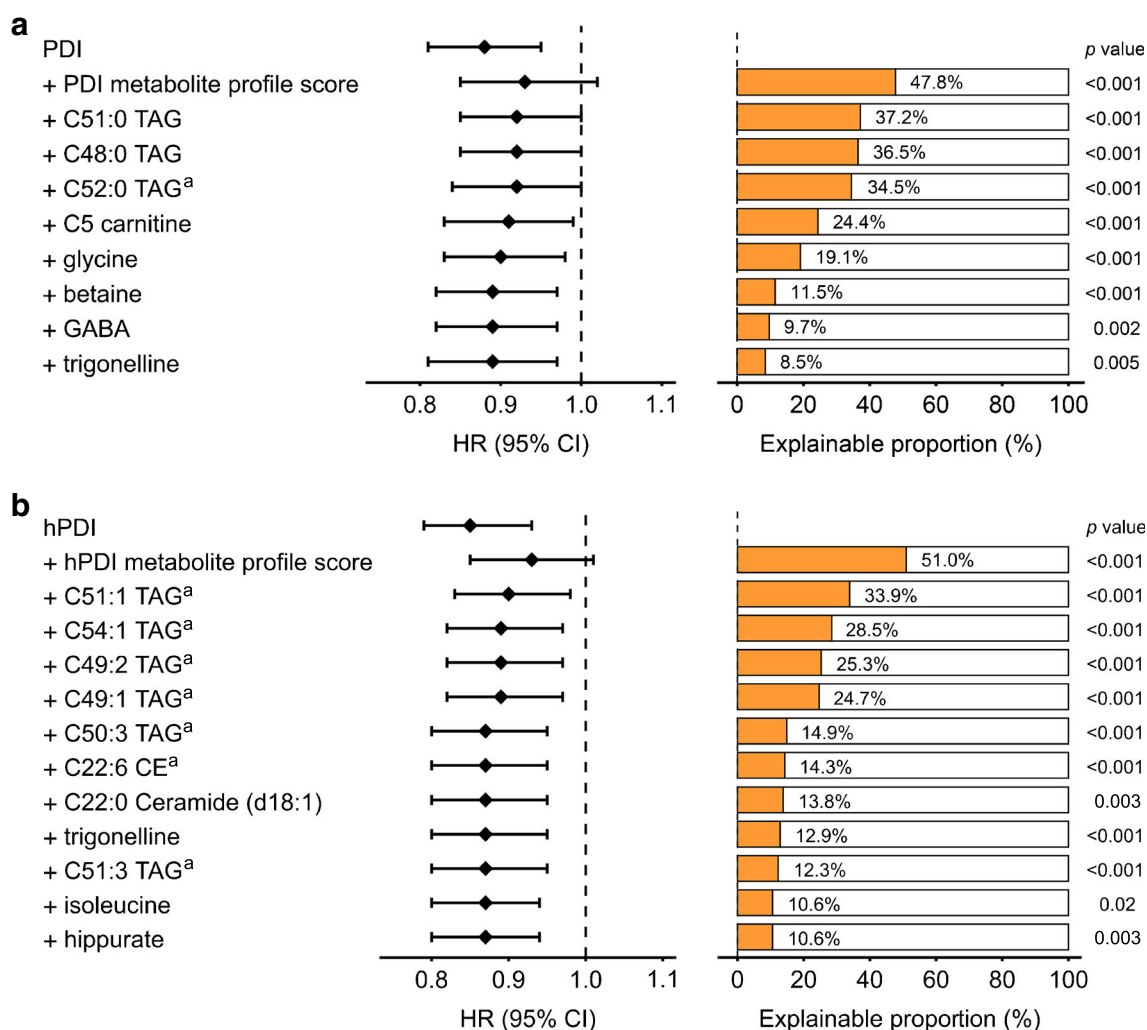 a
PDI
p value
+ PDI metabolite profile score 47.8% <0.001
+ C51:0 TAG 37.2% <0.001
+ C48:0 TAG 36.5% <0.001
+ C52:0 TAGᵃ 34.5% <0.001
+ C5 carnitine 24.4% <0.001
+ glycine 19.1% <0.001
+ betaine 11.5% <0.001
+ GABA 9.7% 0.002
+ trigonelline 8.5% 0.005
0.8 0.9 1.0 1.1 0 20 40 60 80 100
HR (95% CI) Explainable proportion (%)
b
hPDI
p value
+ hPDI metabolite profile score 51.0% <0.001
+ C51:1 TAGᵃ 33.9% <0.001
+ C54:1 TAGᵃ 28.5% <0.001
+ C49:2 TAGᵃ 25.3% <0.001
+ C49:1 TAGᵃ 24.7% <0.001
+ C50:3 TAGᵃ 14.9% <0.001
+ C22:6 CEᵃ 14.3% <0.001
+ C22:0 Ceramide (d18:1) 13.8% 0.003
+ trigonelline 12.9% <0.001
+ C51:3 TAGᵃ 12.3% <0.001
+ isoleucine 10.6% 0.02
+ hippurate 10.6% 0.003
0.8 0.9 1.0 1.1 0 20 40 60 80 100
HR (95% CI) Explainable proportion (%)